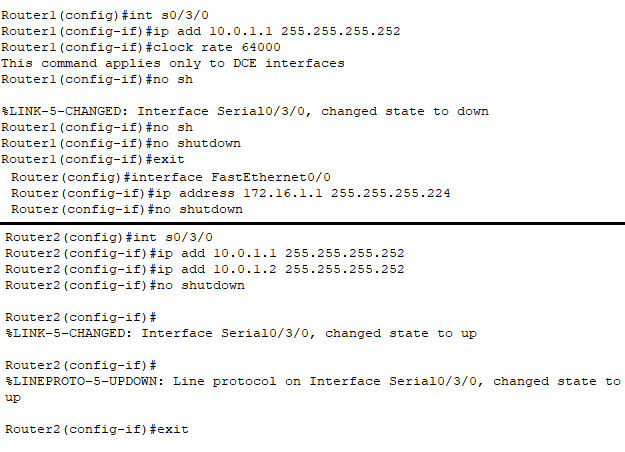 Router1(config)#int s0/3/0
Router1(config-if)#ip add 10.0.1.1 255.255.255.252
Router1(config-if)#clock rate 64000
This command applies only to DCE interfaces
Router1(config-if)#no sh
%LINK-5-CHANGED: Interface Serial0/3/0, changed state to down
Router1(config-if)#no sh
Router1(config-if)#no shutdown
Router1(config-if)#exit
Router(config)#interface FastEthernet0/0
Router(config-if)#ip address 172.16.1.1 255.255.255.224
Router(config-if)#no shutdown
Router2(config)#int s0/3/0
Router2(config-if)#ip add 10.0.1.1 255.255.255.252
Router2(config-if)#ip add 10.0.1.2 255.255.255.252
Router2(config-if)#no shutdown
Router2(config-if)#
%LINK-5-CHANGED: Interface Serial0/3/0, changed state to up
Router2(config-if)#
%LINEPROTO-5-UPDOWN: Line protocol on Interface Serial0/3/0, changed state to
up
Router2(config-if)#exit